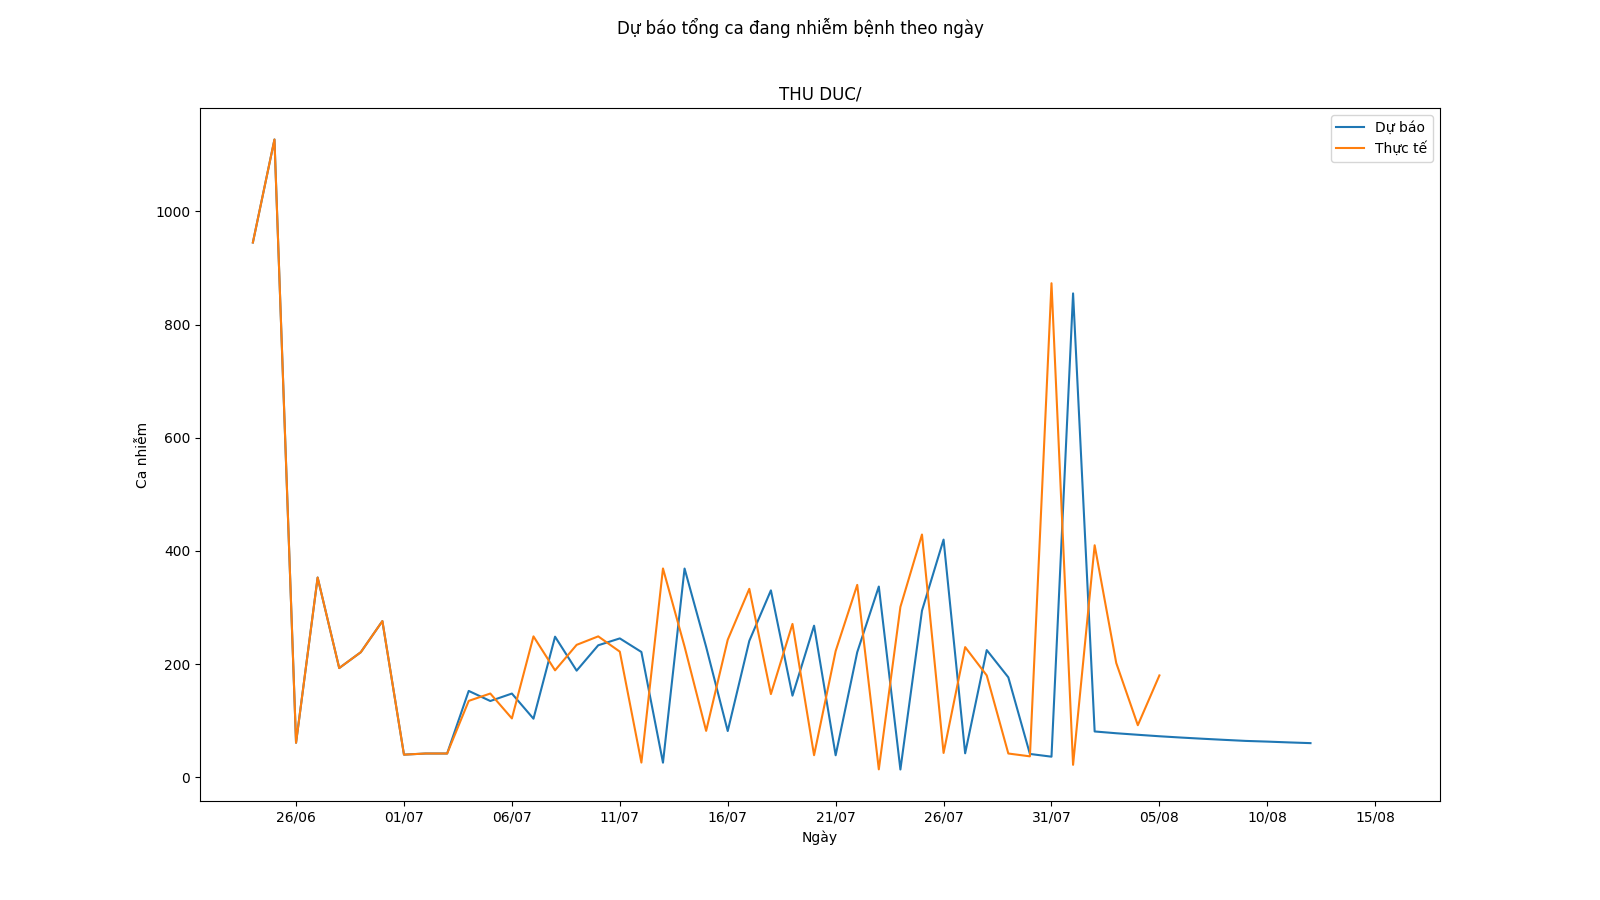 Dự báo tổng ca đang nhiễm bệnh theo ngày
THU DUC/
Dự báo
Thực tế
1000
800
600
400
200
0
Ca nhiễm
26/06 01/07 06/07 11/07 16/07 21/07 26/07 31/07 05/08 10/08 15/08
Ngày